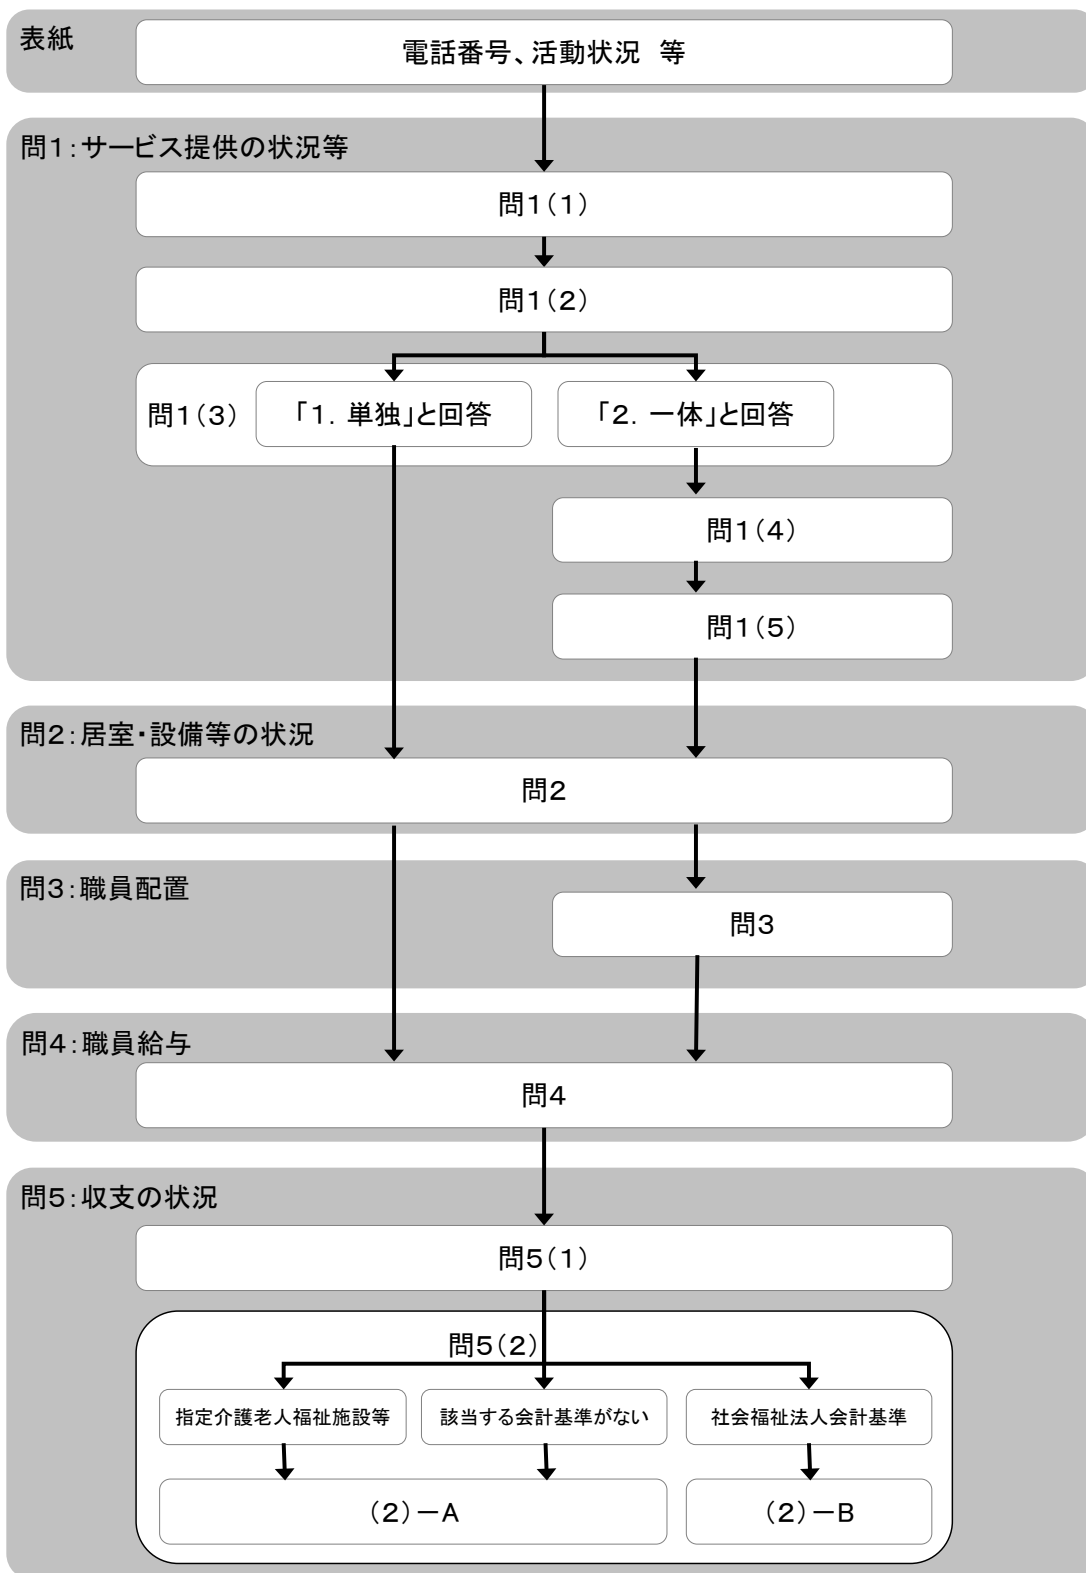 表紙
電話番号、活動状況　等
問１：サービス提供の状況等
問１（１）
問１（２）
問１（３）
「１．単独」と回答
「２．一体」と回答
問１（４）
問１（５）
問２：居室・設備等の状況
問２
問３：職員配置
問３
問４：職員給与
問４
問５：収支の状況
問５（１）
問５（２）
指定介護老人福祉施設等
該当する会計基準がない
社会福祉法人会計基準
（２）－Ａ
（２）－Ｂ